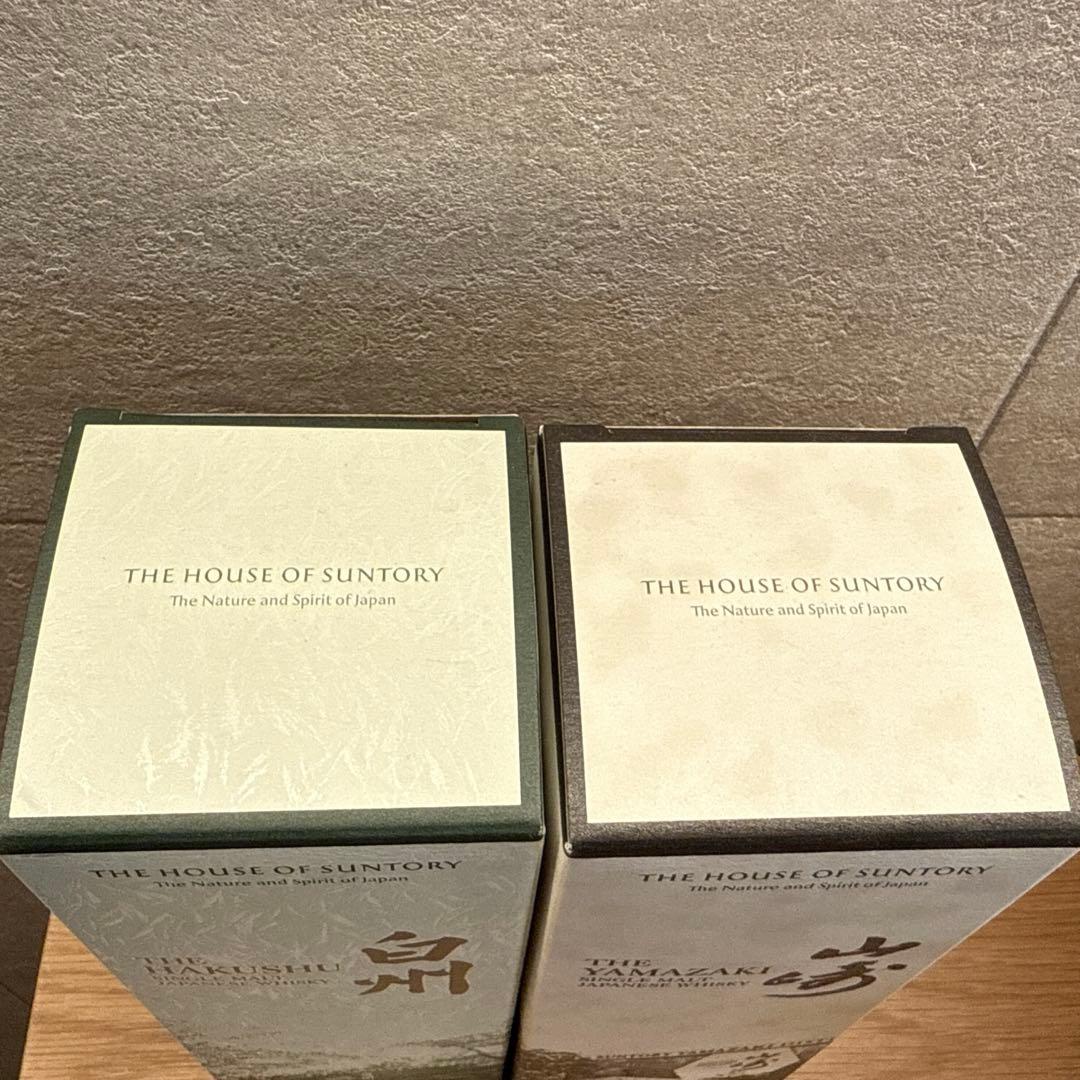 THE HOUSE OF SUNTORY
The Nature and Spirit of Japan
THE HOUSE OF SUNTORY
The Nature and Spirit of Japan
THE HOUSE OF SUNTORY
The Nature and Spirit of Japan
THE
HAKUSHU
SINGLE MALT
JAPANESE WHISKY
白州
THE HOUSE OF SUNTORY
The Nature and Spirit of Japan
THE
YAMAZAKI
SINGLE MALT
JAPANESE WHISKY
山崎
SUNTORY YAMAZAKI